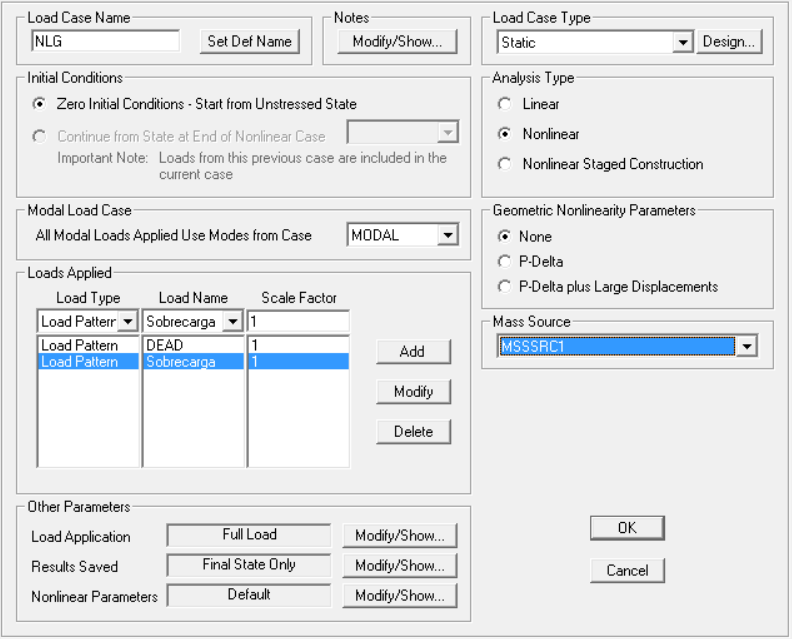 Load Case Name
NLG
Set Def Name
Notes
Modify/Show...
Load Case Type
Static
Design...
Initial Conditions
Zero Initial Conditions - Start from Unstressed State
Continue from State at End of Nonlinear Case
Important Note: Loads from this previous case are included in the
current case
Analysis Type
Linear
Nonlinear
Nonlinear Staged Construction
Modal Load Case
All Modal Loads Applied Use Modes from Case
MODAL
Geometric Nonlinearity Parameters
None
P-Delta
P-Delta plus Large Displacements
Loads Applied
Load Type Load Name Scale Factor
Load Pattern Sobrecarga 1
Load Pattern DEAD 1
Load Pattern Sobrecarga 1
Add
Modify
Delete
Mass Source
MSSSRC1
Other Parameters
Load Application Full Load Modify/Show...
Results Saved Final State Only Modify/Show...
Nonlinear Parameters Default Modify/Show...
OK
Cancel